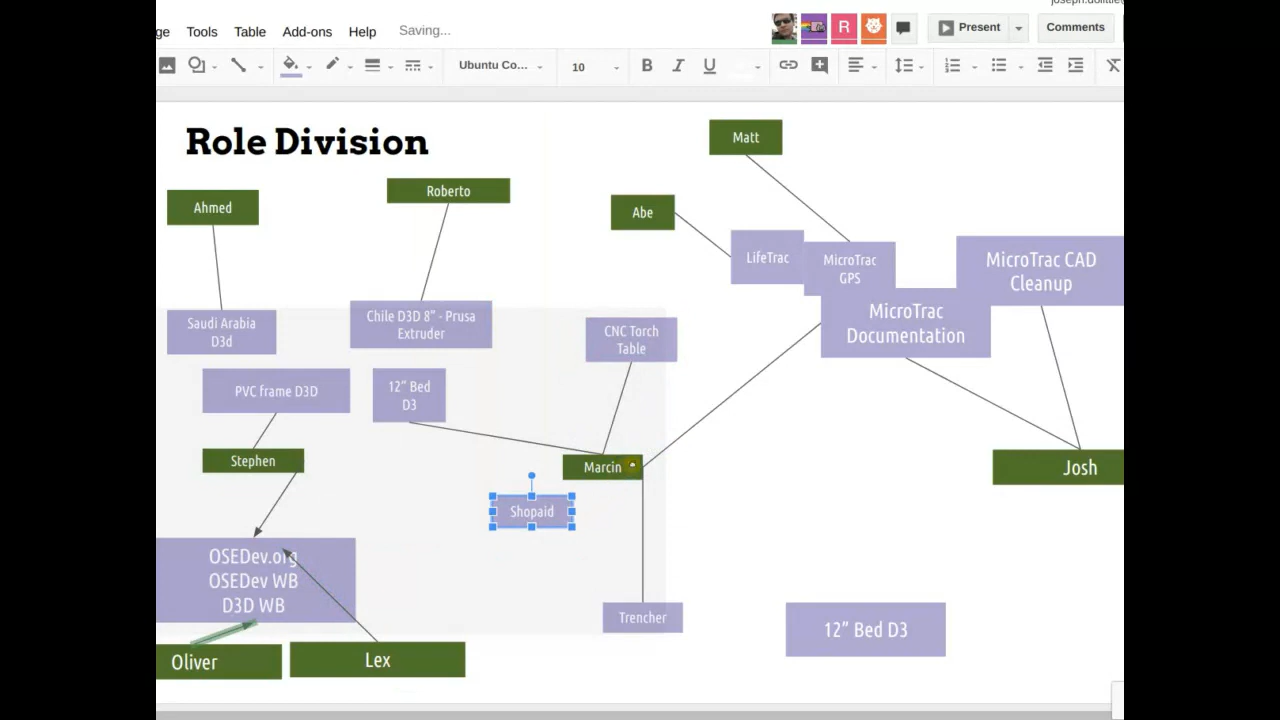 joseph.dolittle@
ge Tools Table Add-ons Help Saving...
R Present Comments
Ubuntu Co... 10 B I U
Role Division
Matt
Ahmed
Roberto
Abe
LifeTrac
MicroTrac
GPS
MicroTrac CAD
Cleanup
MicroTrac
Documentation
Saudi Arabia
D3d
Chile D3D 8" - Prusa
Extruder
CNC Torch
Table
PVC frame D3D
12" Bed
D3
Stephen
Marcin
Josh
Shopaid
OSEDev.org
OSEDev WB
D3D WB
Trencher
12" Bed D3
Oliver
Lex